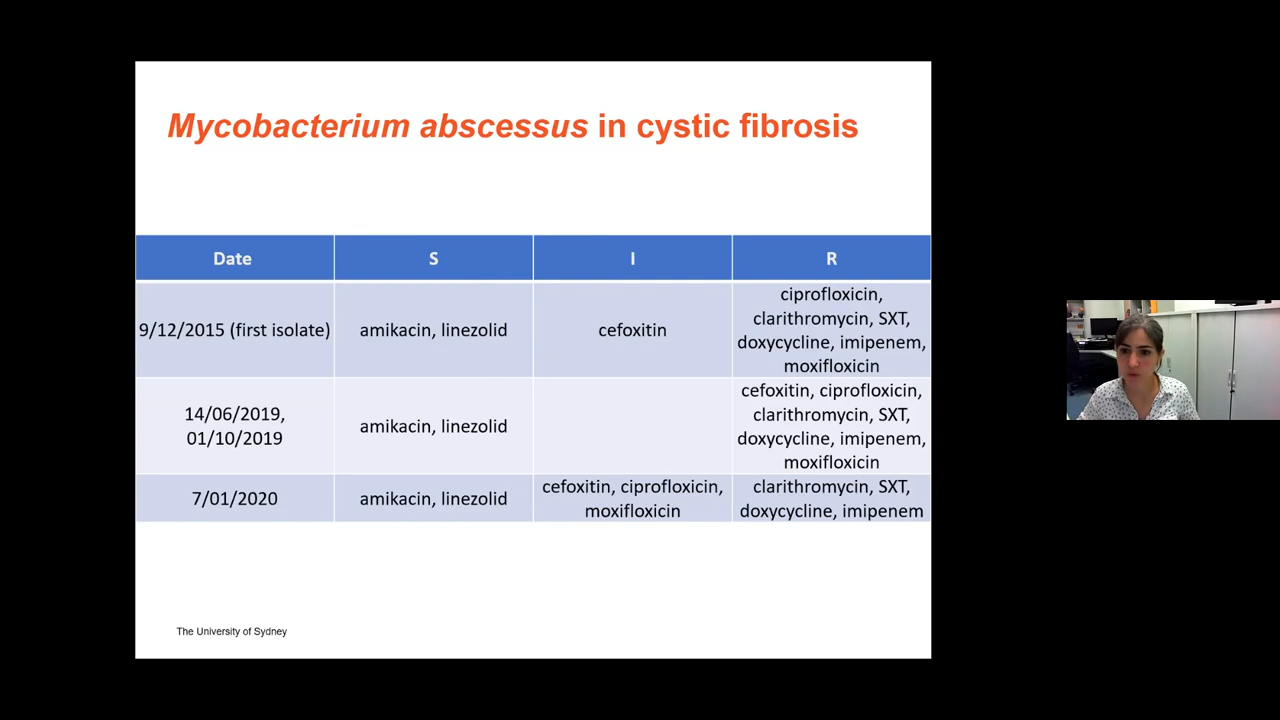 Mycobacterium abscessus in cystic fibrosis
Date S I R
9/12/2015 (first isolate)
amikacin, linezolid
cefoxitin
ciprofloxicin,
clarithromycin, SXT,
doxycycline, imipenem,
moxifloxicin
14/06/2019,
01/10/2019
amikacin, linezolid
cefoxitin, ciprofloxicin,
clarithromycin, SXT,
doxycycline, imipenem,
moxifloxicin
7/01/2020
amikacin, linezolid
cefoxitin, ciprofloxicin,
moxifloxicin
clarithromycin, SXT,
doxycycline, imipenem
The University of Sydney